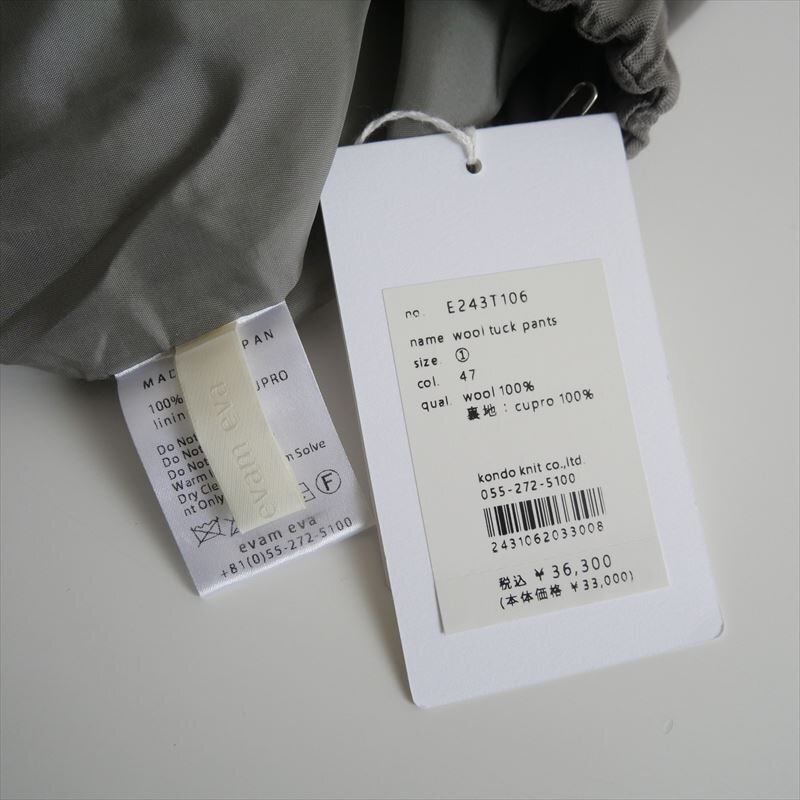 no. E243T106
name wool tuck pants
size. ①
col. 47
qual. wool 100%
裏地：cupro 100%
kondo knit co.,ltd.
055-272-5100
2431062033008
税込 ￥36,300
(本体価格 ￥33,000)
evam eva
100%
linin
Do Not
Do Not
Do Not
Warm
Solve
Dry Cle
nt Only
F
evam eva
+81(0)55-272-5100